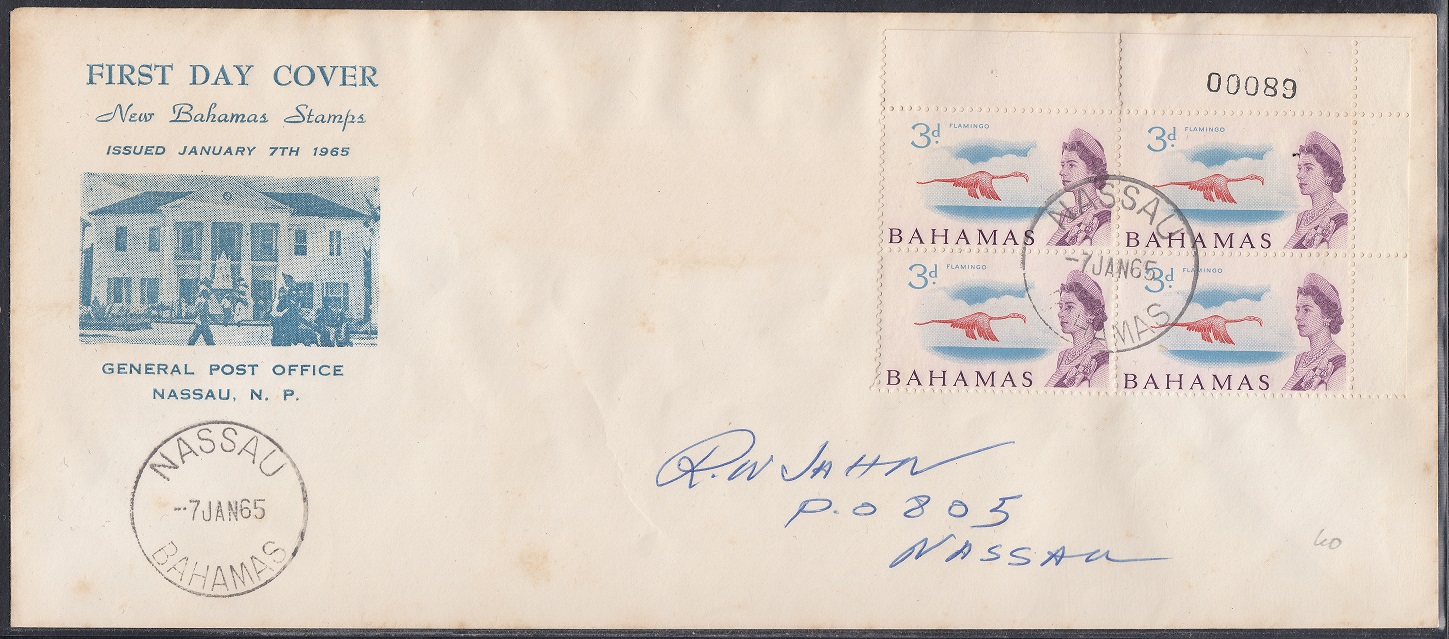 FIRST DAY COVER
New Bahamas Stamps
ISSUED JANUARY 7TH 1965
GENERAL POST OFFICE
NASSAU, N. P.
NASSAU
-7JAN65
BAHAMAS
00089
3d FLAMINGO
BAHAMAS
3d FLAMINGO
BAHAMAS
3d FLAMINGO
BAHAMAS
3d FLAMINGO
BAHAMAS
NASSAU
-7JAN65
BAHAMAS
R.W JAHN
P.O 805
NASSAU